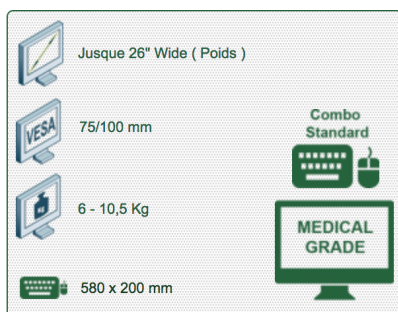 Jusque 26" Wide ( Poids )
VESA
75/100 mm
Combo
Standard
KG
6 - 10,5 Kg
MEDICAL
GRADE
580 x 200 mm